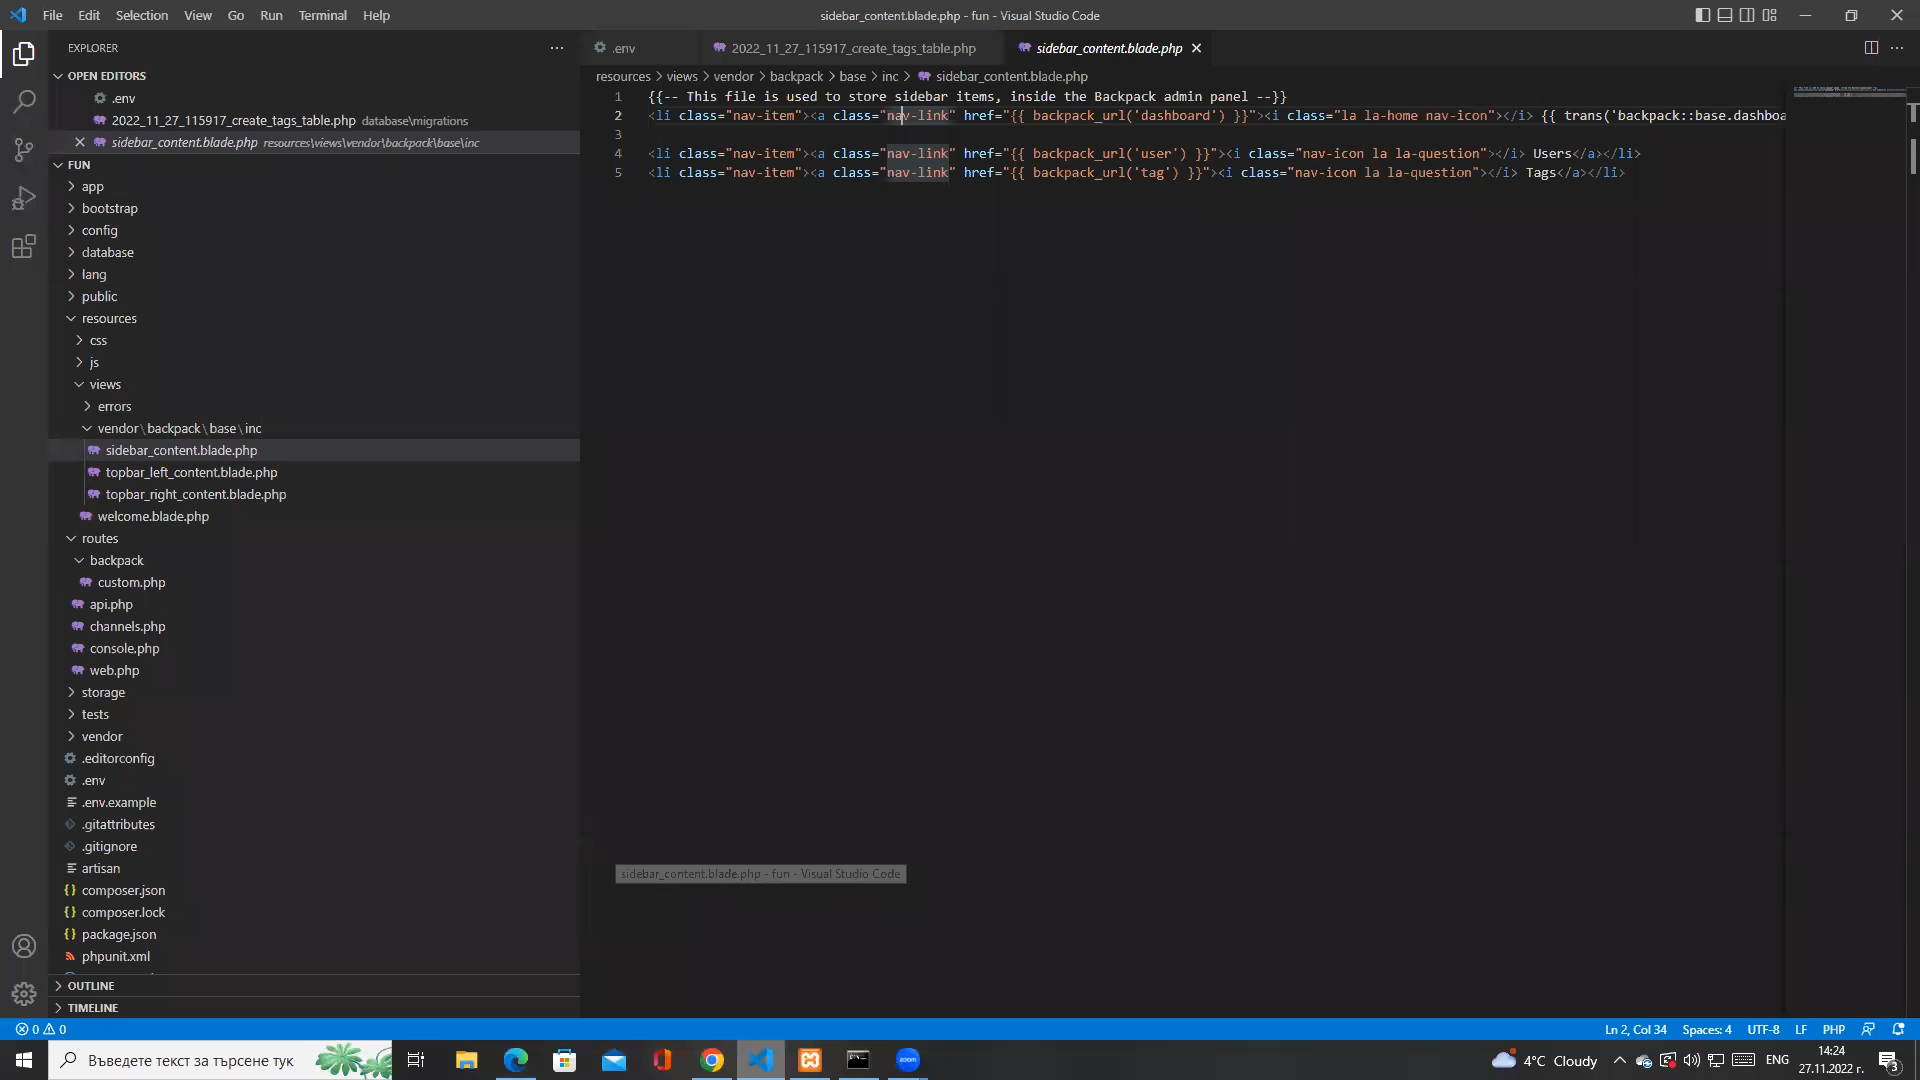 File Edit Selection View Go Run Terminal Help
sidebar_content.blade.php - fun - Visual Studio Code
EXPLORER
OPEN EDITORS
.env
2022_11_27_115917_create_tags_table.php database\migrations
sidebar_content.blade.php resources\views\vendor\backpack\base\inc
FUN
app
bootstrap
config
database
lang
public
resources
css
js
views
errors
vendor\backpack\base\inc
sidebar_content.blade.php
topbar_left_content.blade.php
topbar_right_content.blade.php
welcome.blade.php
routes
backpack
custom.php
api.php
channels.php
console.php
web.php
storage
tests
vendor
.editorconfig
.env
.env.example
.gitattributes
.gitignore
artisan
composer.json
composer.lock
package.json
phpunit.xml
OUTLINE
TIMELINE
.env 2022_11_27_115917_create_tags_table.php sidebar_content.blade.php
resources > views > vendor > backpack > base > inc > sidebar_content.blade.php
1 {{-- This file is used to store sidebar items, inside the Backpack admin panel --}}
2 <li class="nav-item"><a class="nav-link" href="{{ backpack_url('dashboard') }}"><i class="la la-home nav-icon"></i> {{ trans('backpack::base.dashboa
3
4 <li class="nav-item"><a class="nav-link" href="{{ backpack_url('user') }}"><i class="nav-icon la la-question"></i> Users</a></li>
5 <li class="nav-item"><a class="nav-link" href="{{ backpack_url('tag') }}"><i class="nav-icon la la-question"></i> Tags</a></li>
sidebar_content.blade.php - fun - Visual Studio Code
0 0
Ln 2, Col 34 Spaces: 4 UTF-8 LF PHP
Въведете текст за търсене тук
zoom
4°C Cloudy
ENG
14:24
27.11.2022 г.
3